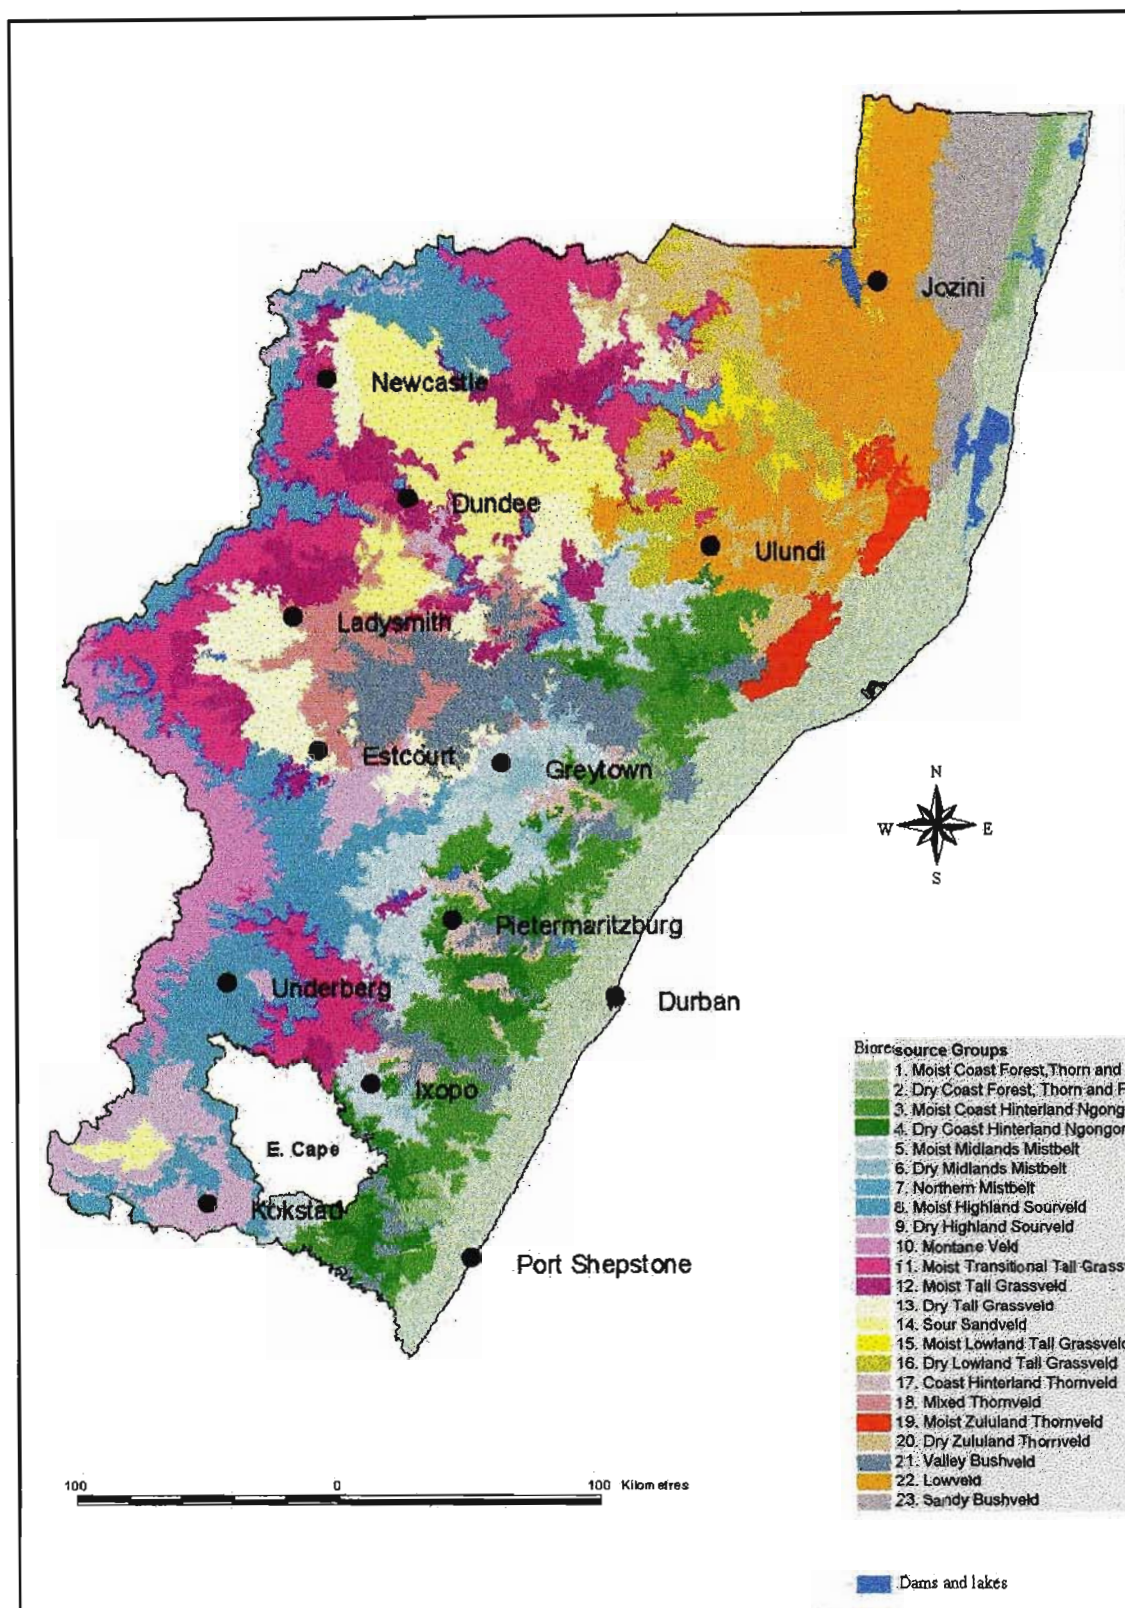 Jozini
Newcastle
Dundee
Ulundi
Ladysmith
Estcourt
Greytown
N
W E
S
Pietermaritzburg
Underberg
Durban
Ixopo
E. Cape
Kokstad
Port Shepstone
Bioresource Groups
1. Moist Coast Forest, Thorn and
2. Dry Coast Forest, Thorn and P
3. Moist Coast Hinterland Ngong
4. Dry Coast Hinterland Ngongor
5. Moist Midlands Mistbelt
6. Dry Midlands Mistbelt
7. Northern Mistbelt
8. Moist Highland Sourveld
9. Dry Highland Sourveld
10. Montane Veld
11. Moist Transitional Tall Grassv
12. Moist Tall Grassveld
13. Dry Tall Grassveld
14. Sour Sandveld
15. Moist Lowland Tall Grassveld
16. Dry Lowland Tall Grassveld
17. Coast Hinterland Thornveld
18. Mixed Thornveld
19. Moist Zululand Thornveld
20. Dry Zululand Thornveld
21. Valley Bushveld
22. Lowveld
23. Sandy Bushveld
100 0 100 Kilometres
Dams and lakes